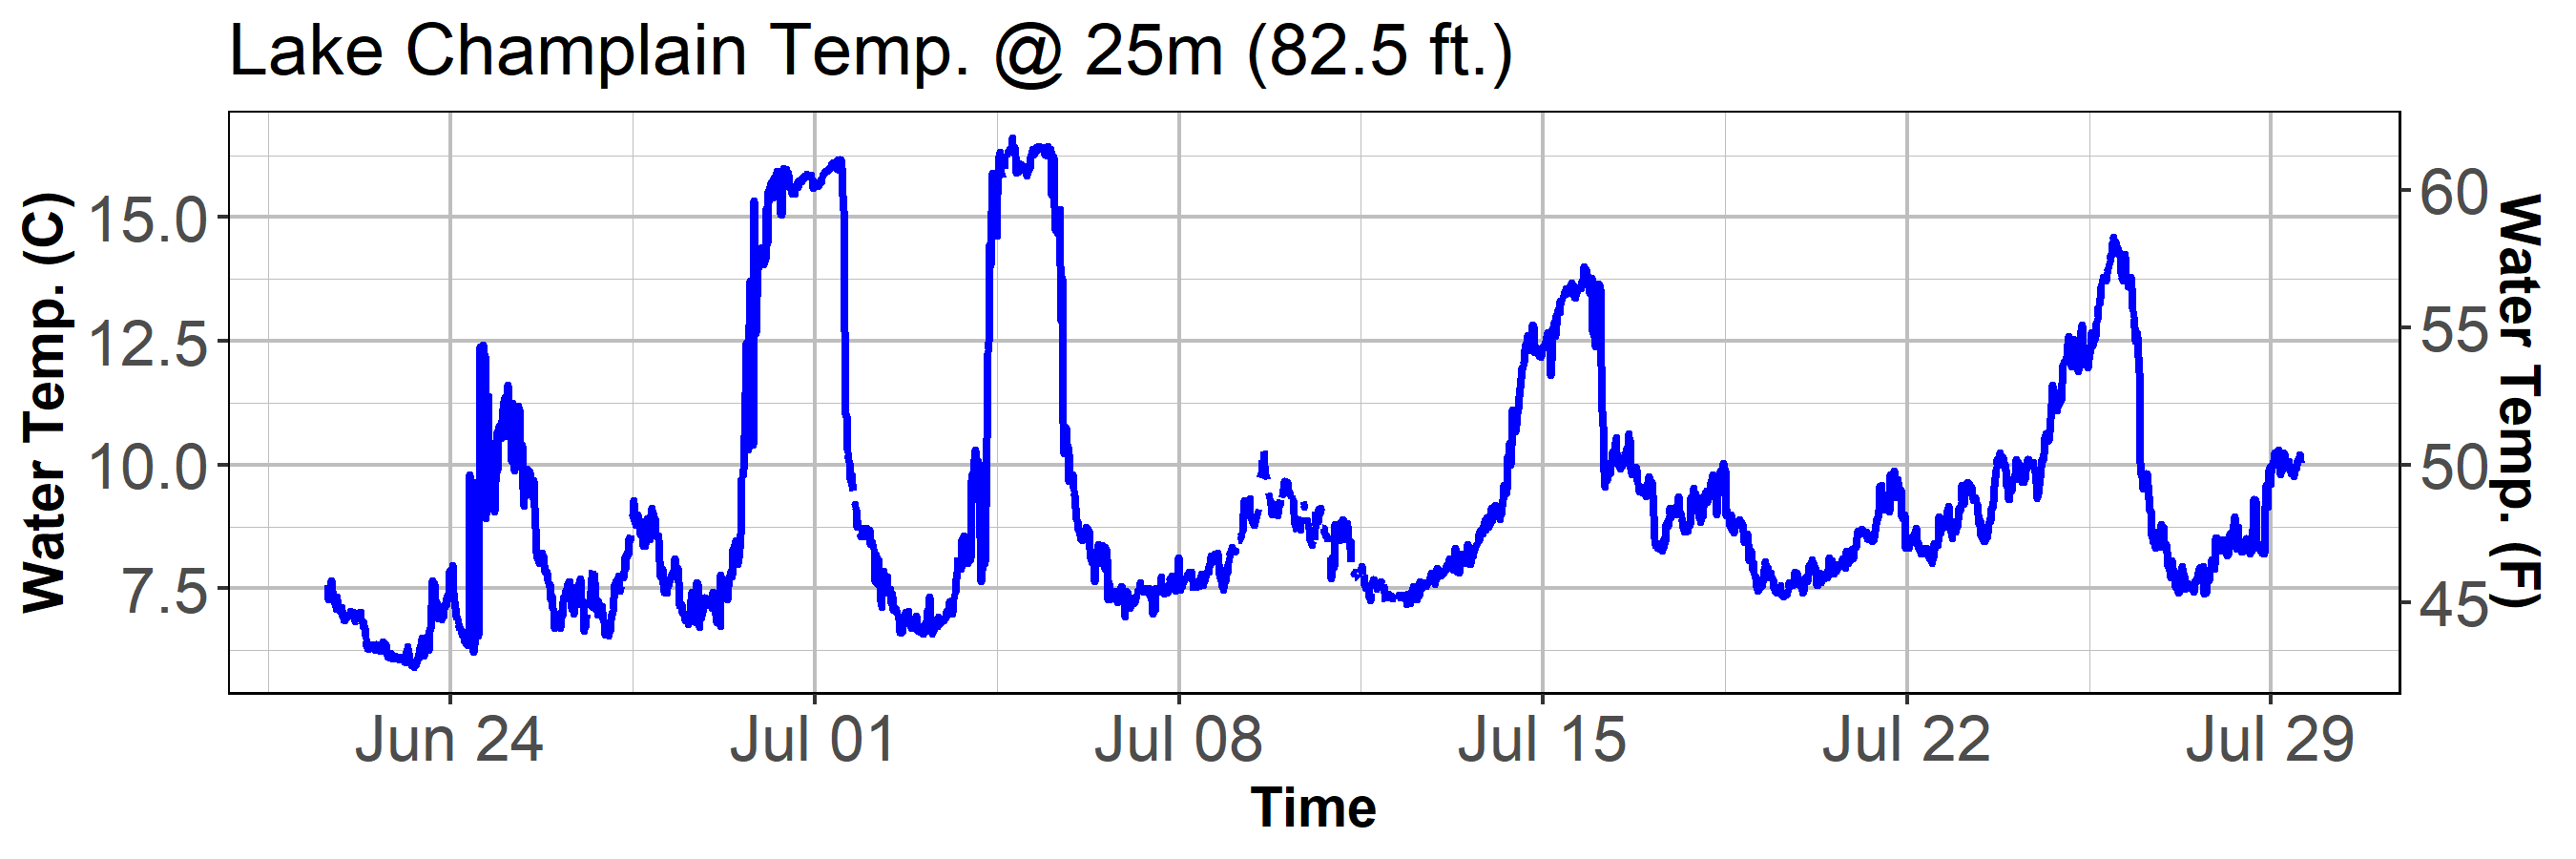 Lake Champlain Temp. @ 25m (82.5 ft.)
Water Temp. (C)
15.0
12.5
10.0
7.5
60
55
50
45
Water Temp. (F)
Jun 24 Jul 01 Jul 08 Jul 15 Jul 22 Jul 29
Time